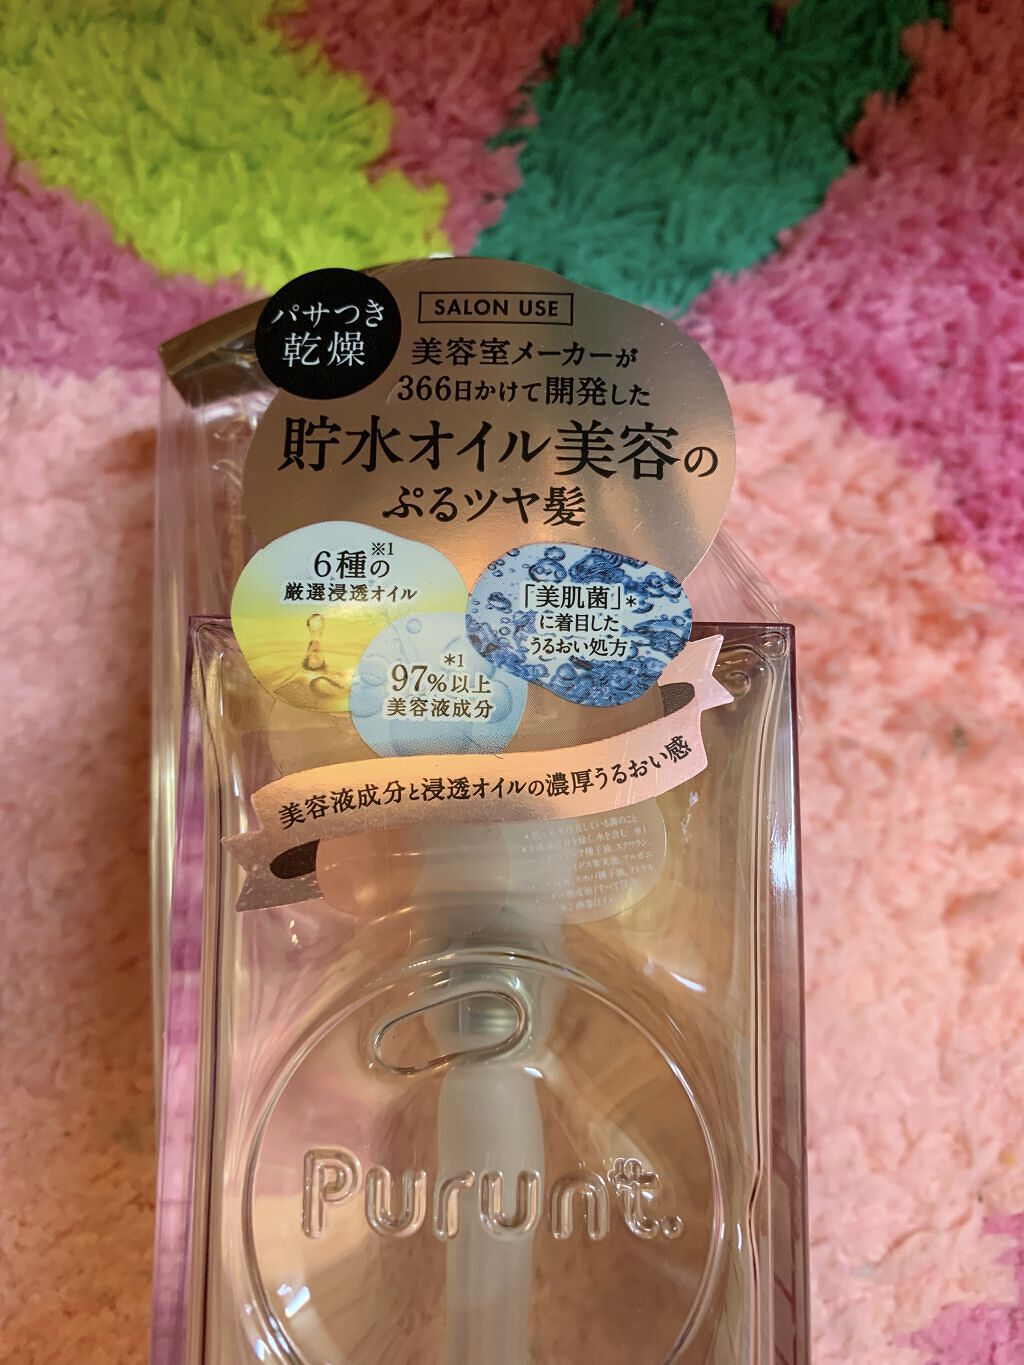 パサつき
乾燥
SALON USE
美容室メーカーが
366日かけて開発した
貯水オイル美容の
ぷるツヤ髪
6種の※1
厳選浸透オイル
「美肌菌」*
に着目した
うるおい処方
*1
97%以上
美容液成分
美容液成分と浸透オイルの濃厚うるおい感
Purunt.